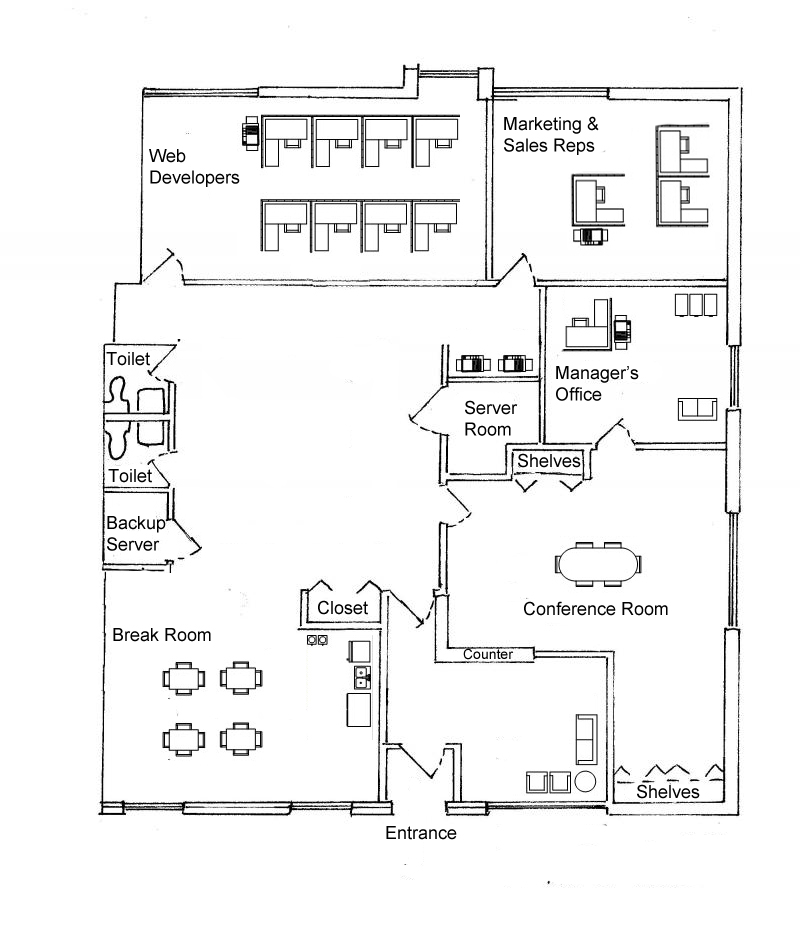 Web
Developers
Marketing &
Sales Reps
Toilet
Manager's
Office
Server
Room
Shelves
Toilet
Backup
Server
Closet
Conference Room
Break Room
Counter
Shelves
Entrance